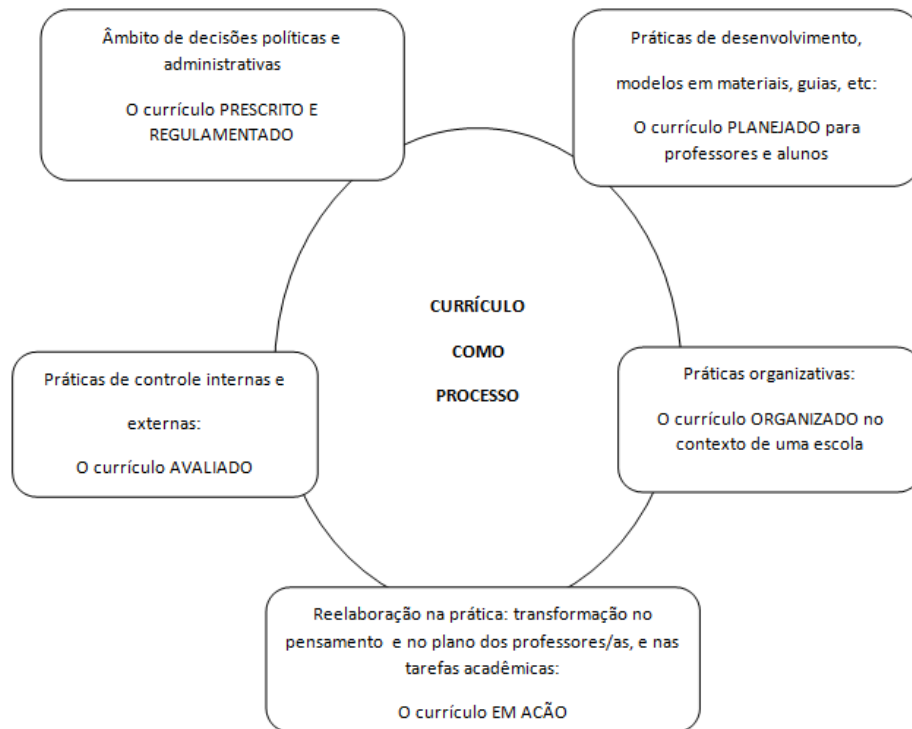 Âmbito de decisões políticas e
administrativas
O currículo PRESCRITO E
REGULAMENTADO
Práticas de desenvolvimento,
modelos em materiais, guias, etc:
O currículo PLANEJADO para
professores e alunos
CURRÍCULO
COMO
PROCESSO
Práticas de controle internas e
externas:
O currículo AVALIADO
Práticas organizativas:
O currículo ORGANIZADO no
contexto de uma escola
Reelaboração na prática: transformação no
pensamento e no plano dos professores/as, e nas
tarefas acadêmicas:
O currículo EM ACÃO